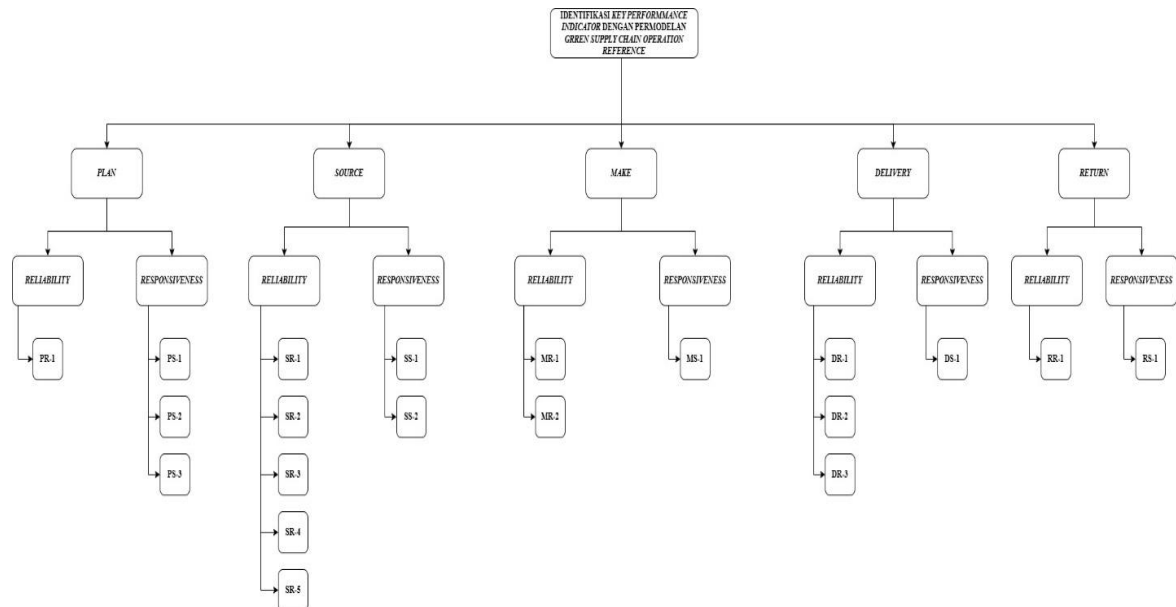 IDENTIFIKASI KEY PERFORMMANCE
INDICATOR DENGAN PERMODELAN
GRREN SUPPLY CHAIN OPERATION
REFERENCE
PLAN
SOURCE
MAKE
DELIVERY
RETURN
RELIABILITY
RESPONSIVENESS
RELIABILITY
RESPONSIVENESS
RELIABILITY
RESPONSIVENESS
RELIABILITY
RESPONSIVENESS
RELIABILITY
RESPONSIVENESS
PR-1
PS-1
SR-1
SS-1
MR-1
MS-1
DR-1
DS-1
RR-1
RS-1
PS-2
SR-2
SS-2
MR-2
DR-2
PS-3
SR-3
DR-3
SR-4
SR-5